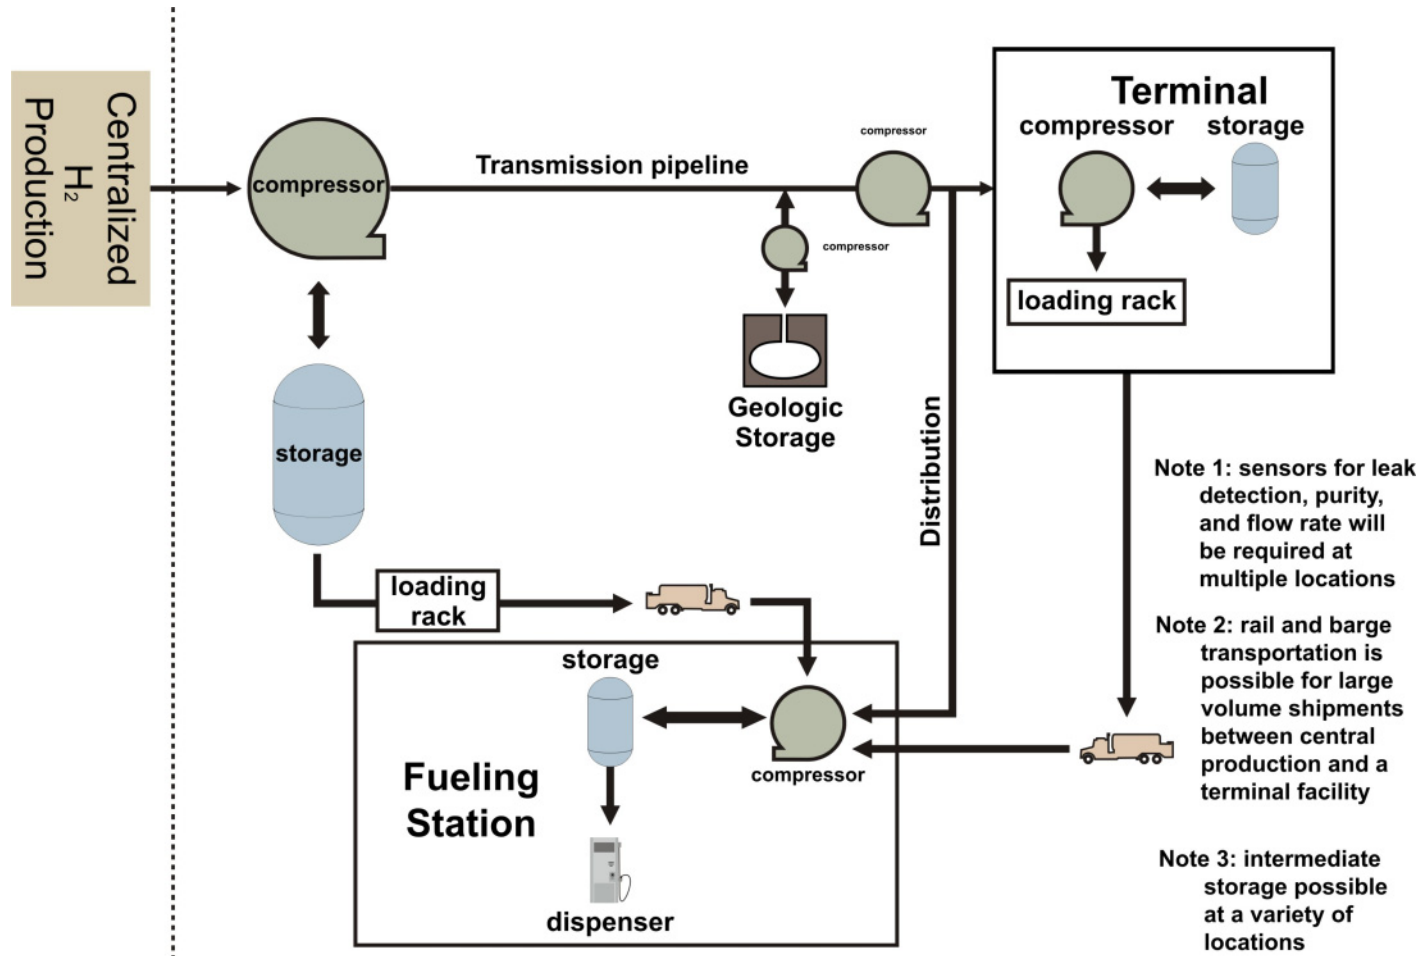 Centralized
H2
Production
compressor
Transmission pipeline
compressor
compressor
Geologic
Storage
Terminal
compressor
storage
loading rack
storage
Distribution
loading
rack
storage
compressor
Fueling
Station
dispenser
Note 1: sensors for leak
detection, purity,
and flow rate will
be required at
multiple locations
Note 2: rail and barge
transportation is
possible for large
volume shipments
between central
production and a
terminal facility
Note 3: intermediate
storage possible
at a variety of
locations